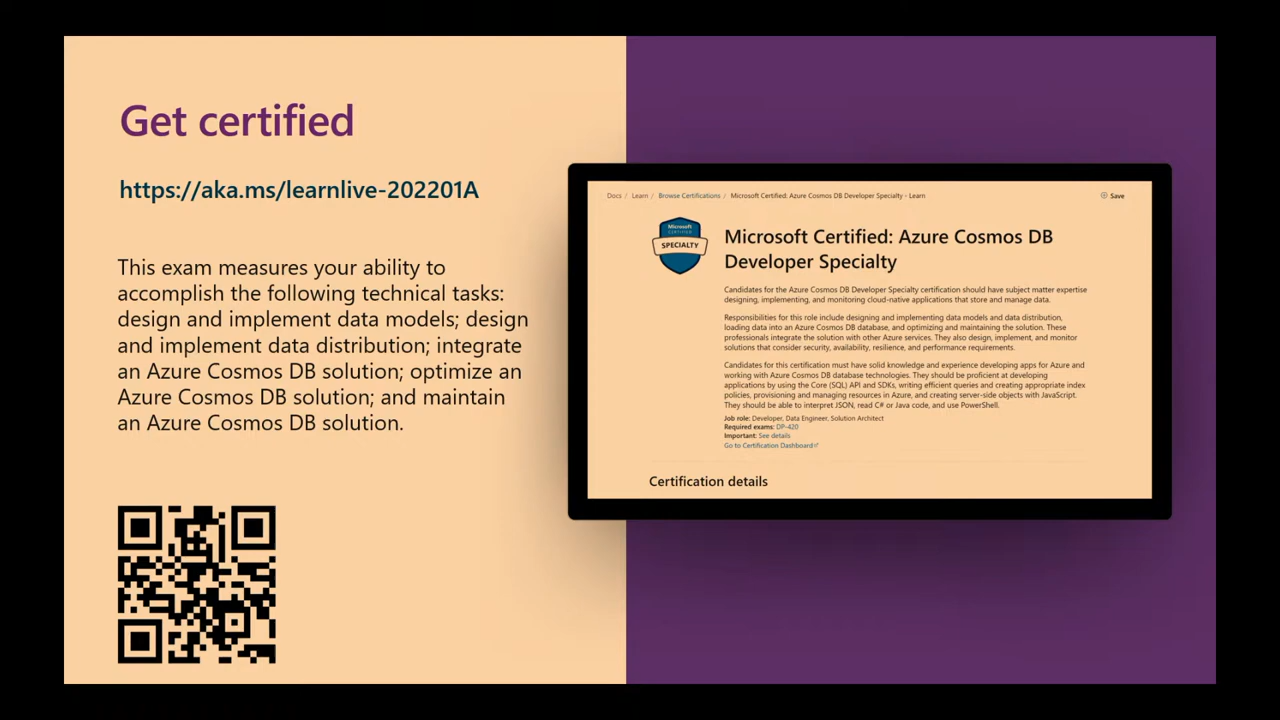 Get certified
https://aka.ms/learnlive-202201A
This exam measures your ability to
accomplish the following technical tasks:
design and implement data models; design
and implement data distribution; integrate
an Azure Cosmos DB solution; optimize an
Azure Cosmos DB solution; and maintain
an Azure Cosmos DB solution.
Docs / Learn / Browse Certifications / Microsoft Certified: Azure Cosmos DB Developer Specialty - Learn
Save
Microsoft
CERTIFIED
SPECIALTY
Microsoft Certified: Azure Cosmos DB
Developer Specialty
Candidates for the Azure Cosmos DB Developer Specialty certification should have subject matter expertise
designing, implementing, and monitoring cloud-native applications that store and manage data.
Responsibilities for this role include designing and implementing data models and data distribution,
loading data into an Azure Cosmos DB database, and optimizing and maintaining the solution. These
professionals integrate the solution with other Azure services. They also design, implement, and monitor
solutions that consider security, availability, resilience, and performance requirements.
Candidates for this certification must have solid knowledge and experience developing apps for Azure and
working with Azure Cosmos DB database technologies. They should be proficient at developing
applications by using the Core (SQL) API and SDKs, writing efficient queries and creating appropriate index
policies, provisioning and managing resources in Azure, and creating server-side objects with JavaScript.
They should be able to interpret JSON, read C# or Java code, and use PowerShell.
Job role: Developer, Data Engineer, Solution Architect
Required exams: DP-420
Important: See details
Go to Certification Dashboard
Certification details